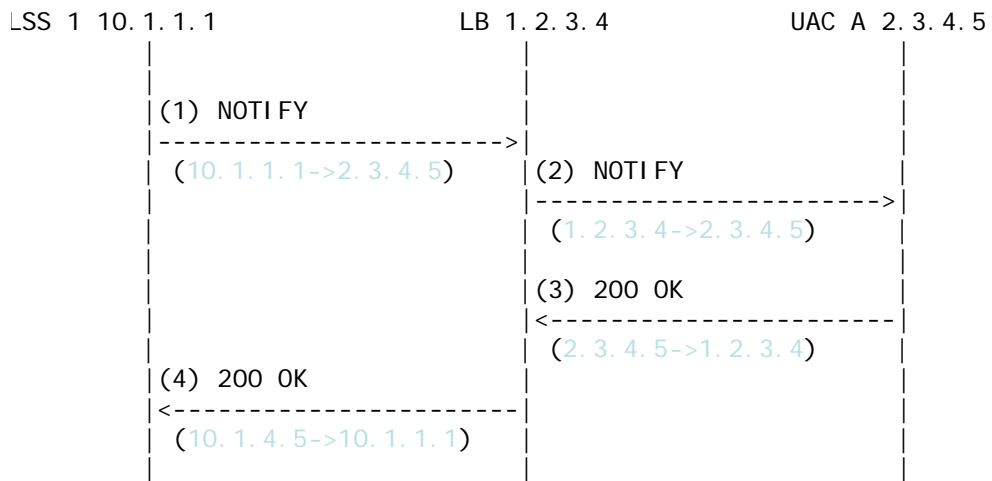 LSS 1 10.1.1.1 LB 1.2.3.4 UAC A 2.3.4.5
(1) NOTIFY
----------------------->
(10.1.1.1->2.3.4.5) (2) NOTIFY
----------------------->
(1.2.3.4->2.3.4.5)
(3) 200 OK
<-----------------------
(2.3.4.5->1.2.3.4)
(4) 200 OK
<-----------------------
(10.1.4.5->10.1.1.1)